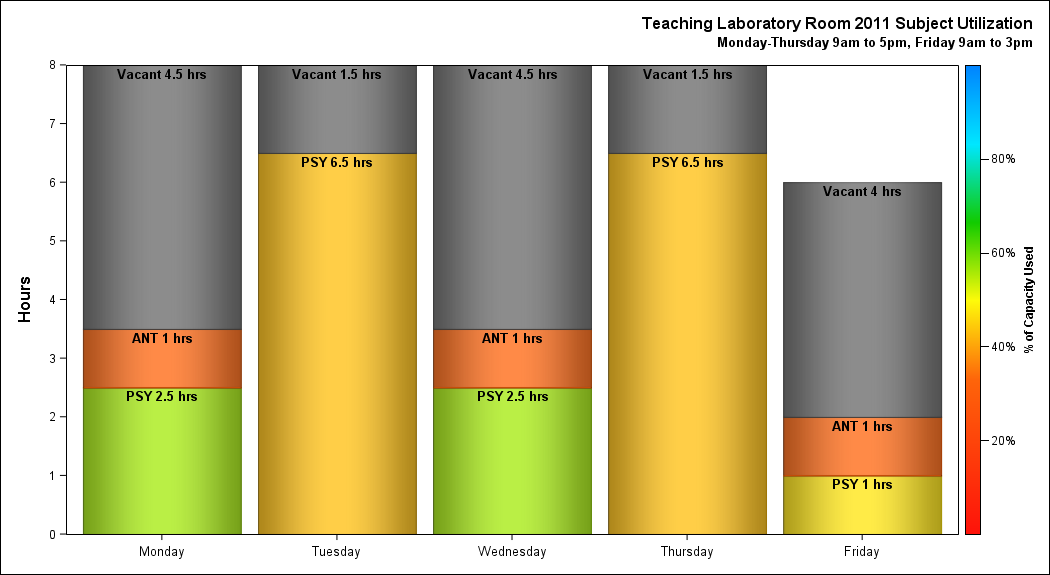 Teaching Laboratory Room 2011 Subject Utilization
Monday-Thursday 9am to 5pm, Friday 9am to 3pm
Hours
8
7
6
5
4
3
2
1
0
Vacant 4.5 hrs
ANT 1 hrs
PSY 2.5 hrs
Vacant 1.5 hrs
PSY 6.5 hrs
Vacant 4.5 hrs
ANT 1 hrs
PSY 2.5 hrs
Vacant 1.5 hrs
PSY 6.5 hrs
Vacant 4 hrs
ANT 1 hrs
PSY 1 hrs
Monday
Tuesday
Wednesday
Thursday
Friday
80%
60%
40%
20%
% of Capacity Used